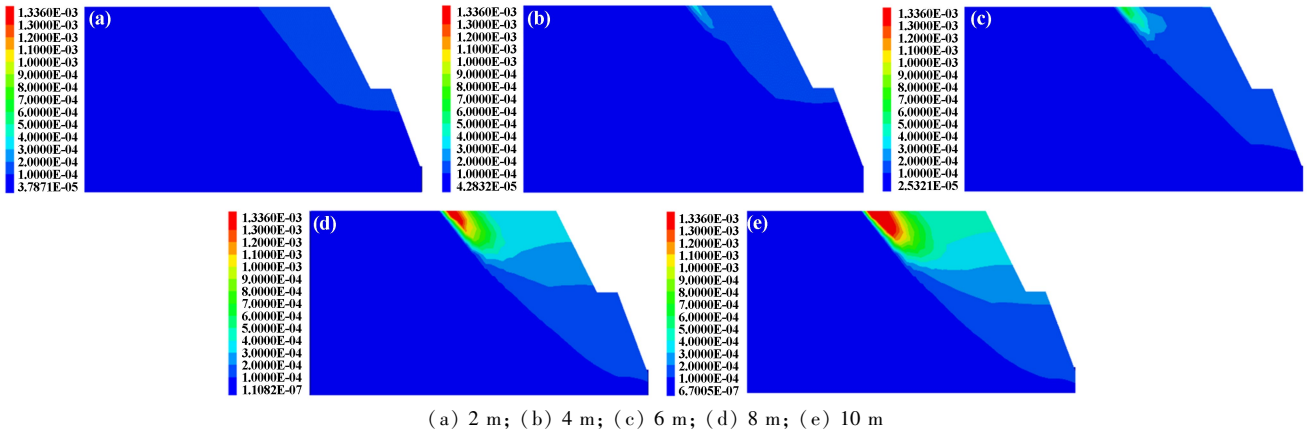 (a)
1.3360E-03
1.3000E-03
1.2000E-03
1.1000E-03
1.0000E-03
9.0000E-04
8.0000E-04
7.0000E-04
6.0000E-04
5.0000E-04
4.0000E-04
3.0000E-04
2.0000E-04
1.0000E-04
3.7871E-05
(b)
1.3360E-03
1.3000E-03
1.2000E-03
1.1000E-03
1.0000E-03
9.0000E-04
8.0000E-04
7.0000E-04
6.0000E-04
5.0000E-04
4.0000E-04
3.0000E-04
2.0000E-04
1.0000E-04
4.2832E-05
(c)
1.3360E-03
1.3000E-03
1.2000E-03
1.1000E-03
1.0000E-03
9.0000E-04
8.0000E-04
7.0000E-04
6.0000E-04
5.0000E-04
4.0000E-04
3.0000E-04
2.0000E-04
1.0000E-04
2.5321E-05
(d)
1.3360E-03
1.3000E-03
1.2000E-03
1.1000E-03
1.0000E-03
9.0000E-04
8.0000E-04
7.0000E-04
6.0000E-04
5.0000E-04
4.0000E-04
3.0000E-04
2.0000E-04
1.0000E-04
1.1082E-07
(e)
1.3360E-03
1.3000E-03
1.2000E-03
1.1000E-03
1.0000E-03
9.0000E-04
8.0000E-04
7.0000E-04
6.0000E-04
5.0000E-04
4.0000E-04
3.0000E-04
2.0000E-04
1.0000E-04
6.7005E-07
(a) 2 m; (b) 4 m; (c) 6 m; (d) 8 m; (e) 10 m